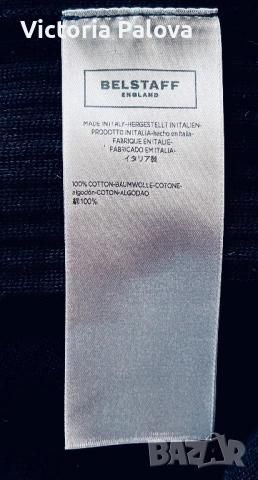 Victoria Palova
BELSTAFF
ENGLAND
MADE IN ITALY-HERGESTELLT IN ITALIEN-
PRODOTTO IN ITALIA-hecho en Italia-
FABRIQUE EN ITALIE-
FABRICADO EM ITALIA-
イタリア製
100% COTTON-BAUMWOLLE-COTONE-
algodón-COTON-ALGODAO
綿100%
BAZAR